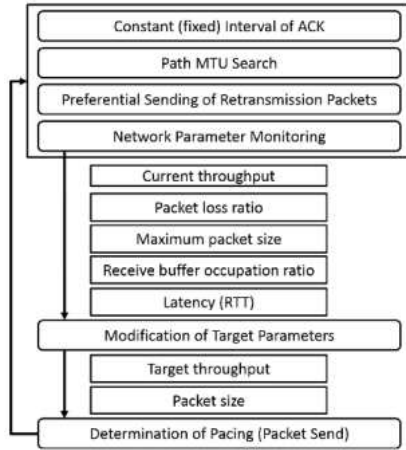 Constant (fixed) Interval of ACK
Path MTU Search
Preferential Sending of Retransmission Packets
Network Parameter Monitoring
Current throughput
Packet loss ratio
Maximum packet size
Receive buffer occupation ratio
Latency (RTT)
Modification of Target Parameters
Target throughput
Packet size
Determination of Pacing (Packet Send)